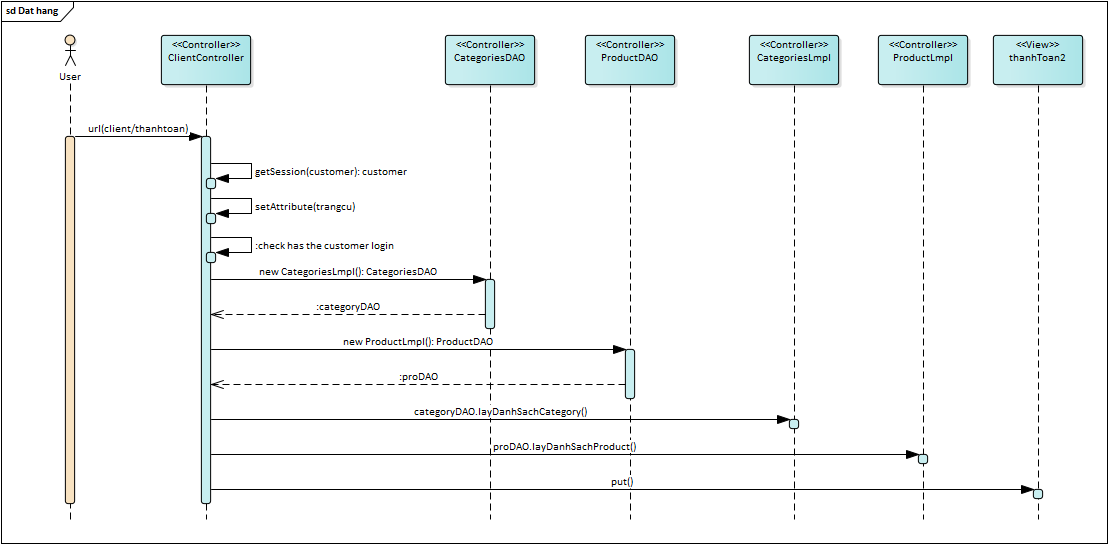 sd Dat hang
<<Controller>>
ClientController
<<Controller>>
CategoriesDAO
<<Controller>>
ProductDAO
<<Controller>>
CategoriesLmpl
<<Controller>>
ProductLmpl
<<View>>
thanhToan2
User
url(client/thanhtoan)
getSession(customer): customer
setAttribute(trangcu)
:check has the customer login
new CategoriesLmpl(): CategoriesDAO
:categoryDAO
new ProductLmpl(): ProductDAO
:proDAO
categoryDAO.layDanhSachCategory()
proDAO.layDanhSachProduct()
put()